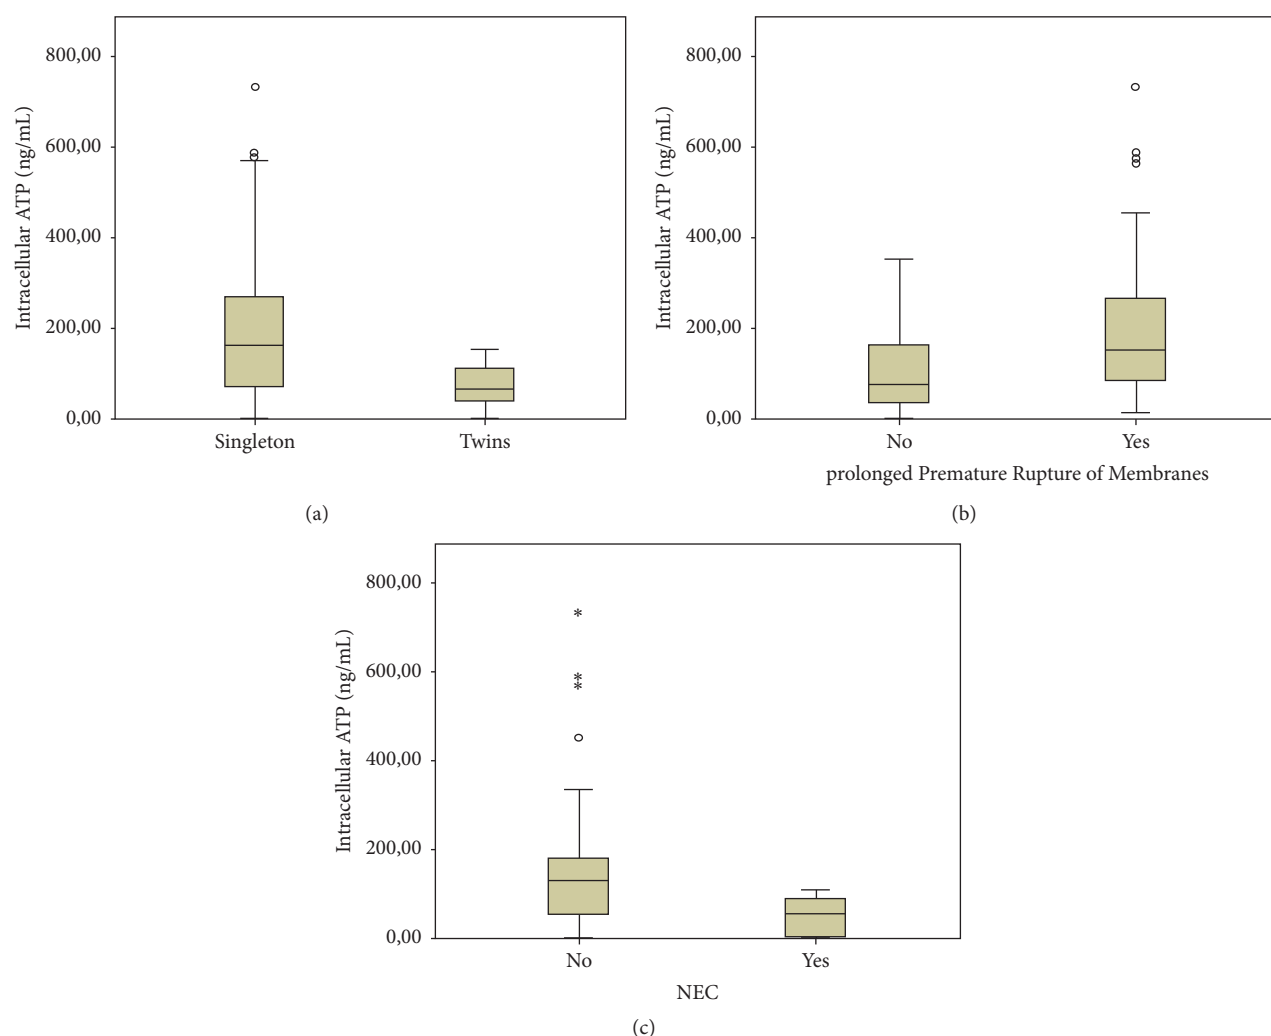 800,00
600,00
400,00
200,00
0,00
Intracellular ATP (ng/mL)
Singleton
Twins
(a)
800,00
600,00
400,00
200,00
0,00
Intracellular ATP (ng/mL)
No
Yes
prolonged Premature Rupture of Membranes
(b)
800,00
600,00
400,00
200,00
0,00
Intracellular ATP (ng/mL)
No
Yes
NEC
(c)